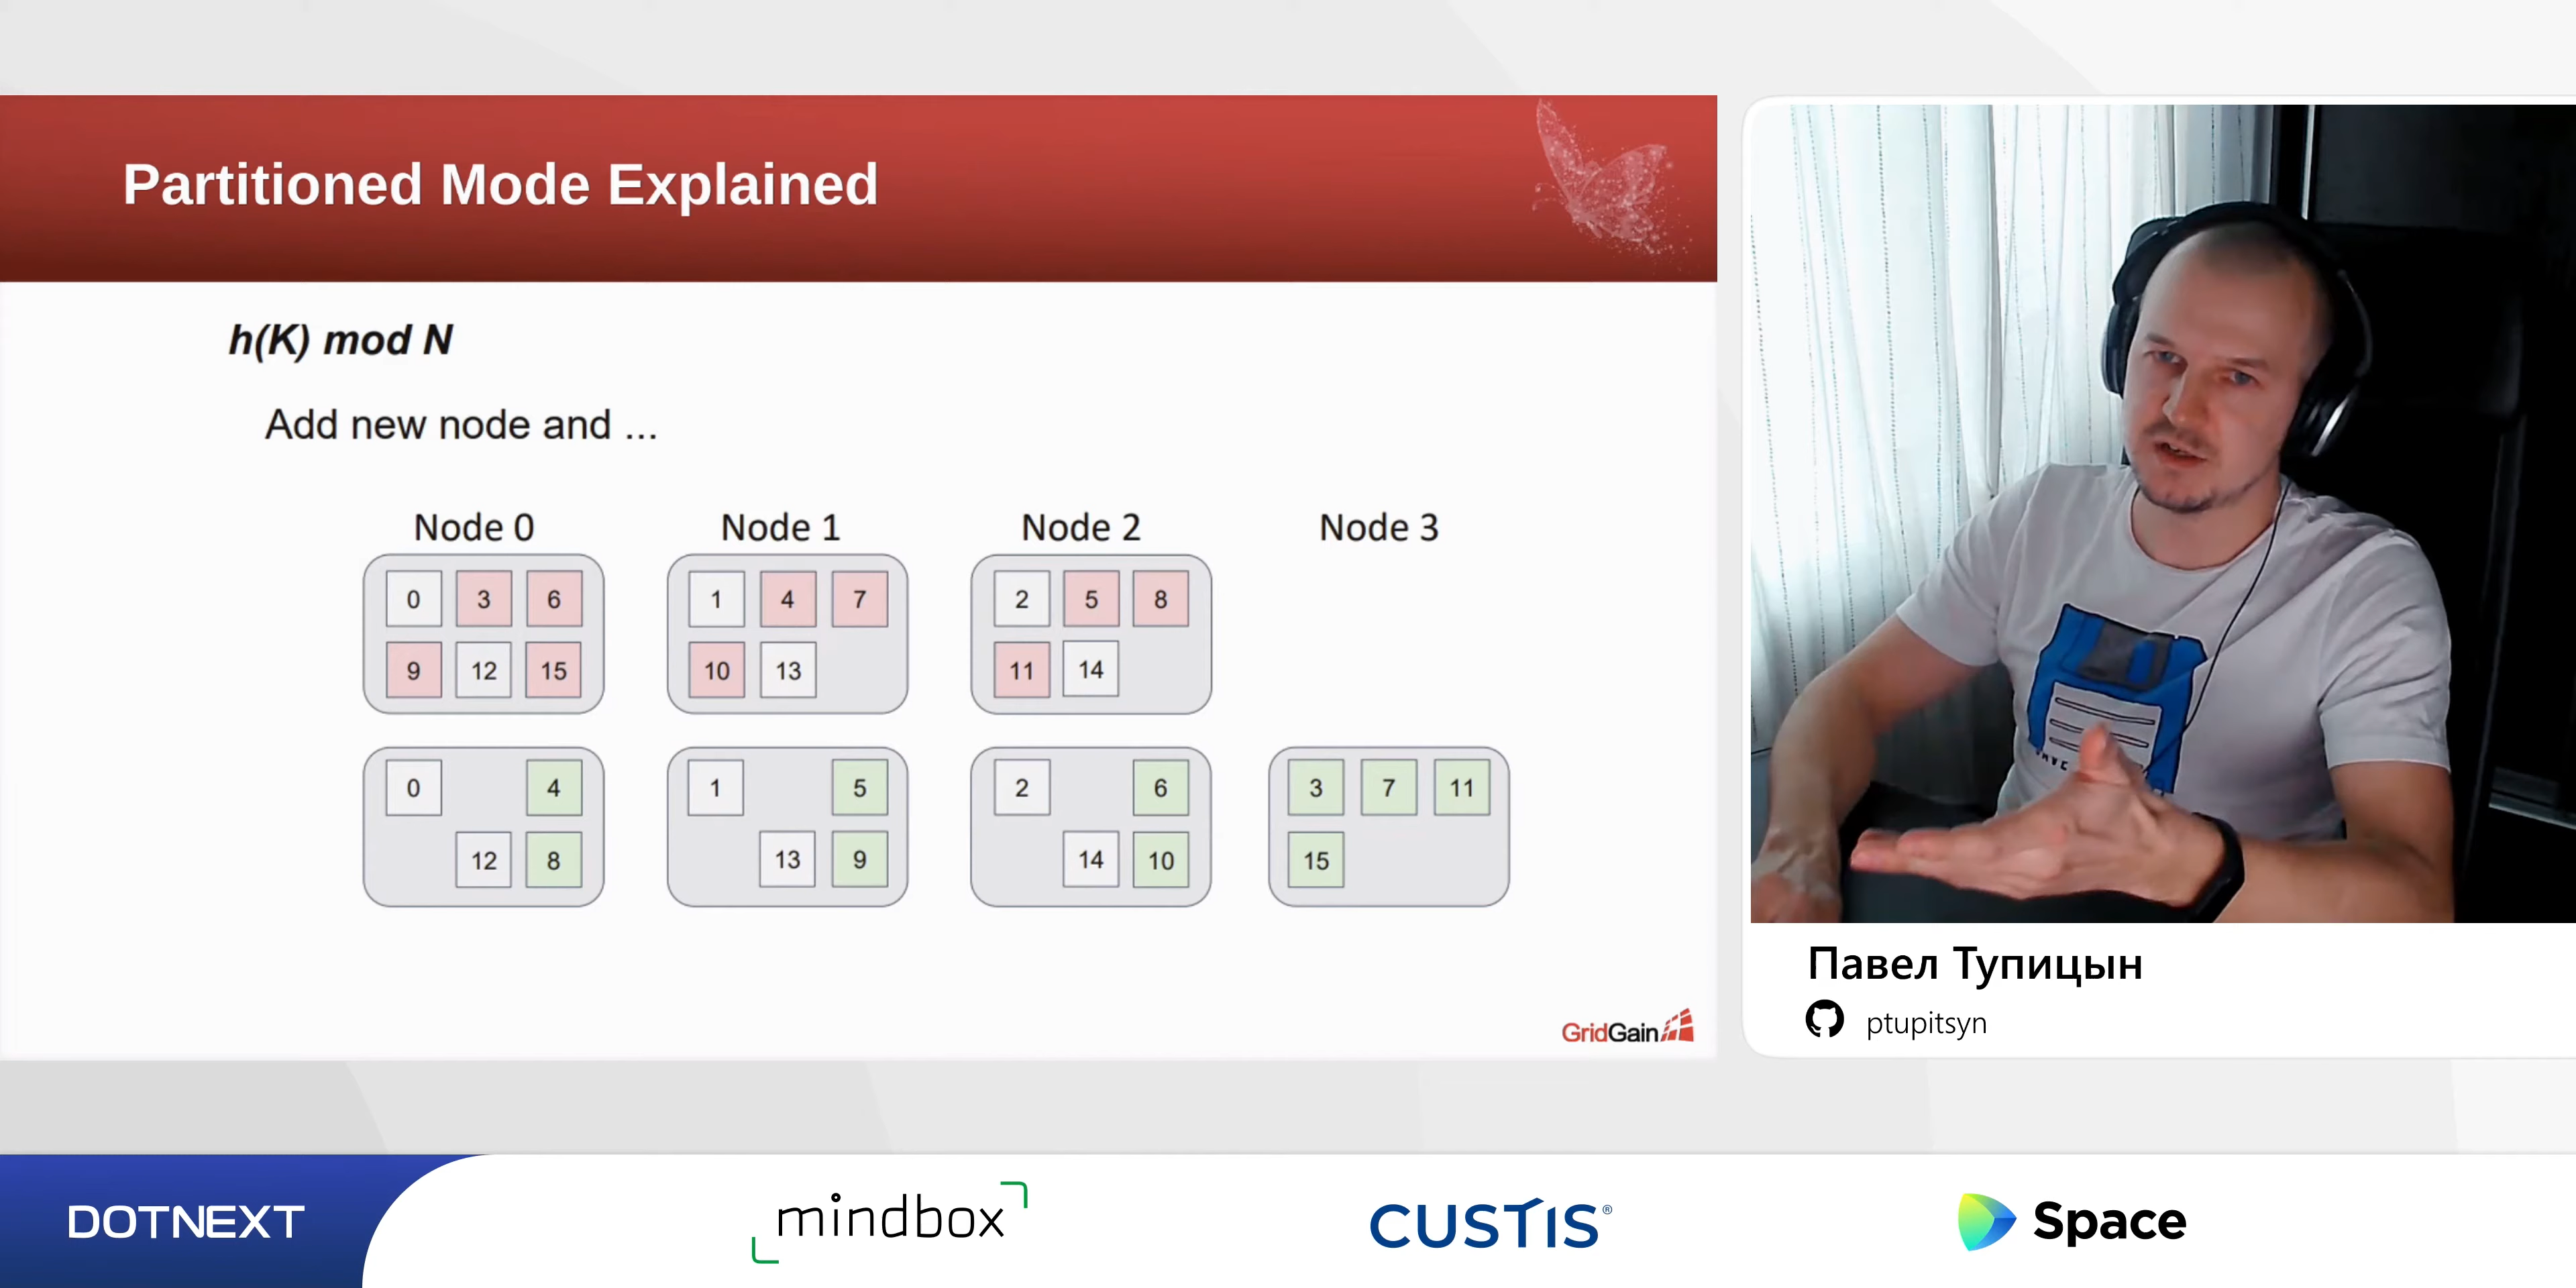 Partitioned Mode Explained
h(K) mod N
Add new node and ...
Node 0
Node 1
Node 2
Node 3
0 3 6
9 12 15
1 4 7
10 13
2 5 8
11 14
0 4
12 8
1 5
13 9
2 6
14 10
3 7 11
15
GridGain
Павел Тупицын
ptupitsyn
DOTNEXT
mindbox
CUSTIS®
Space